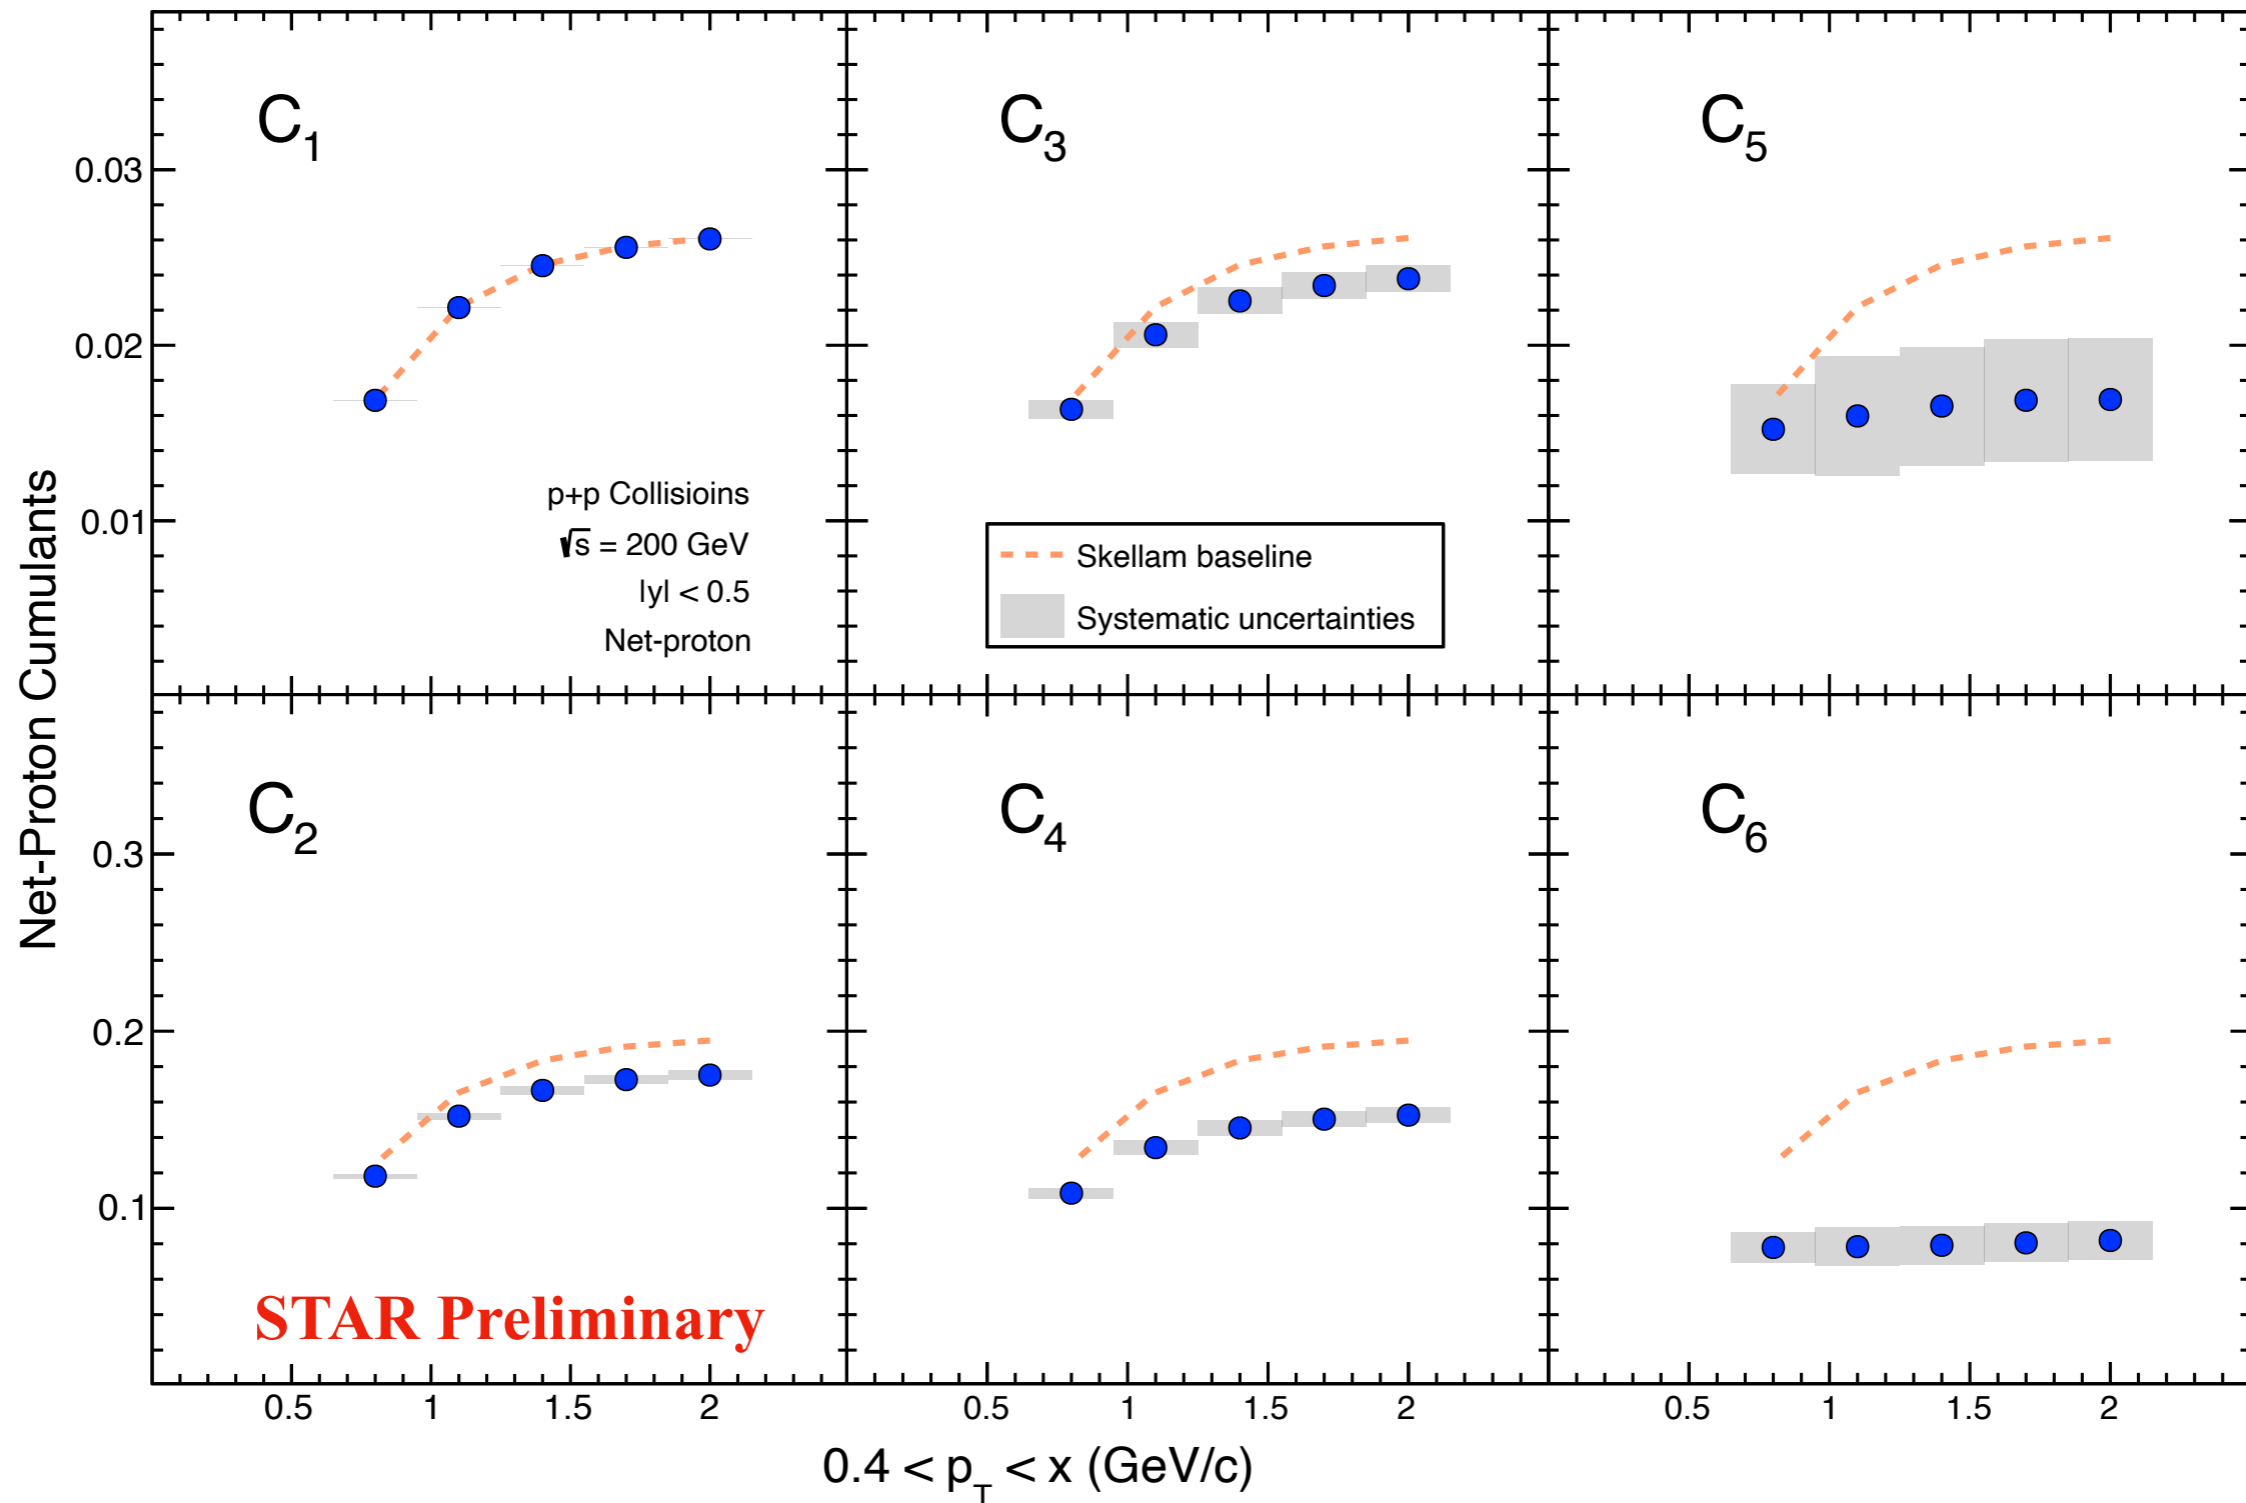 C1
C3
C5
0.03
0.02
0.01
p+p Collisioins
√s = 200 GeV
|y| < 0.5
Net-proton
Skellam baseline
Systematic uncertainties
Net-Proton Cumulants
C2
C4
C6
0.3
0.2
0.1
STAR Preliminary
0.5 1 1.5 2
0.5 1 1.5 2
0.5 1 1.5 2
0.4 < pT < x (GeV/c)